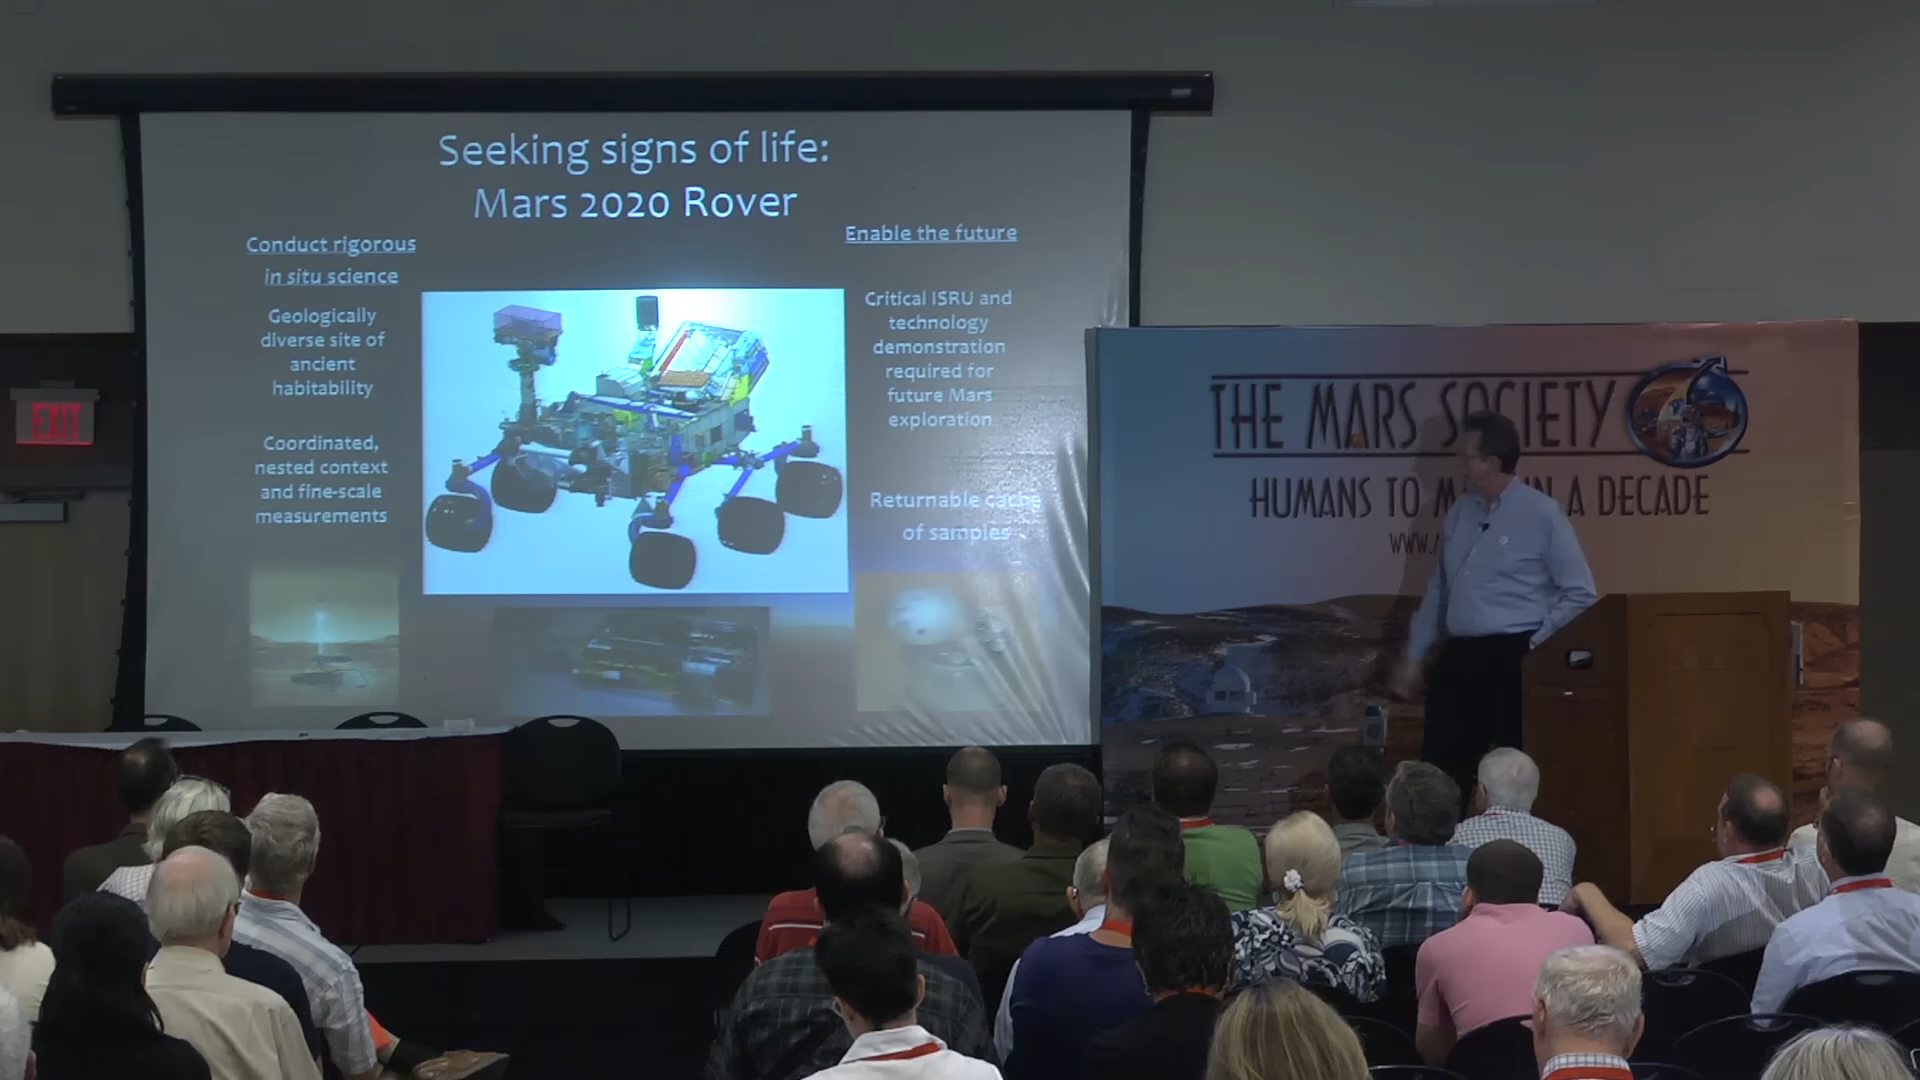 Seeking signs of life:
Mars 2020 Rover
Conduct rigorous
in situ science
Geologically
diverse site of
ancient
habitability
Coordinated,
nested context
and fine-scale
measurements
Enable the future
Critical ISRU and
technology
demonstration
required for
future Mars
exploration
Returnable cache
of samples
EXIT
THE MARS SOCIETY
HUMANS TO M IN A DECADE
WWW.